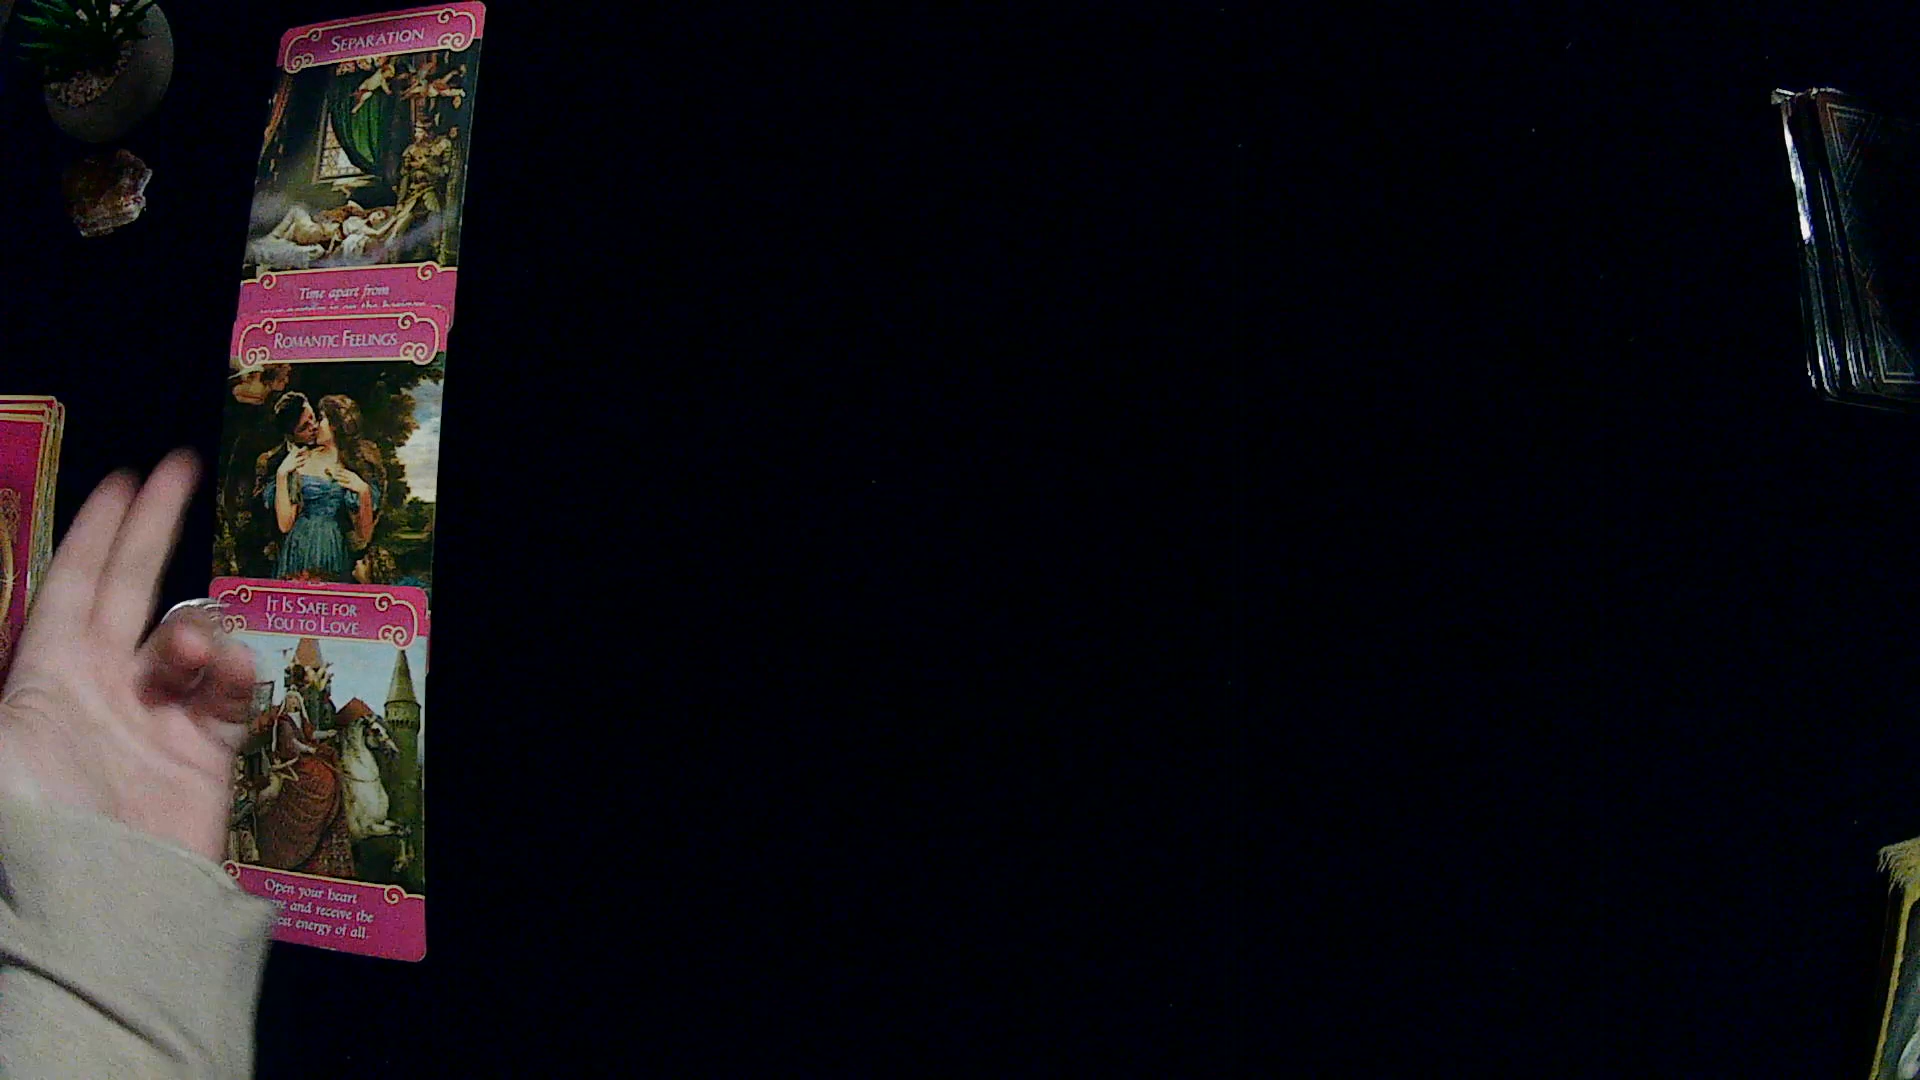 SEPARATION
Time apart from
ROMANTIC FEELINGS
IT IS SAFE FOR
YOU TO LOVE
Open your heart
and receive the
energy of all.